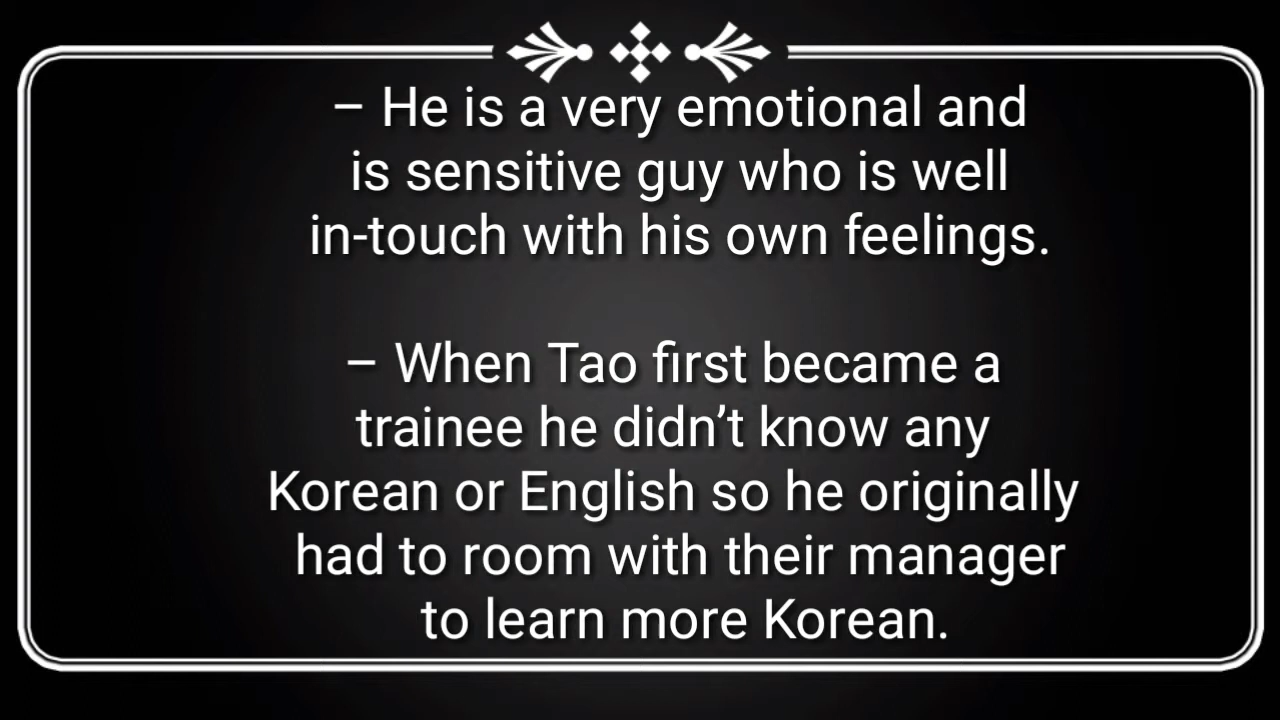 – He is a very emotional and
is sensitive guy who is well
in-touch with his own feelings.
– When Tao first became a
trainee he didn’t know any
Korean or English so he originally
had to room with their manager
to learn more Korean.